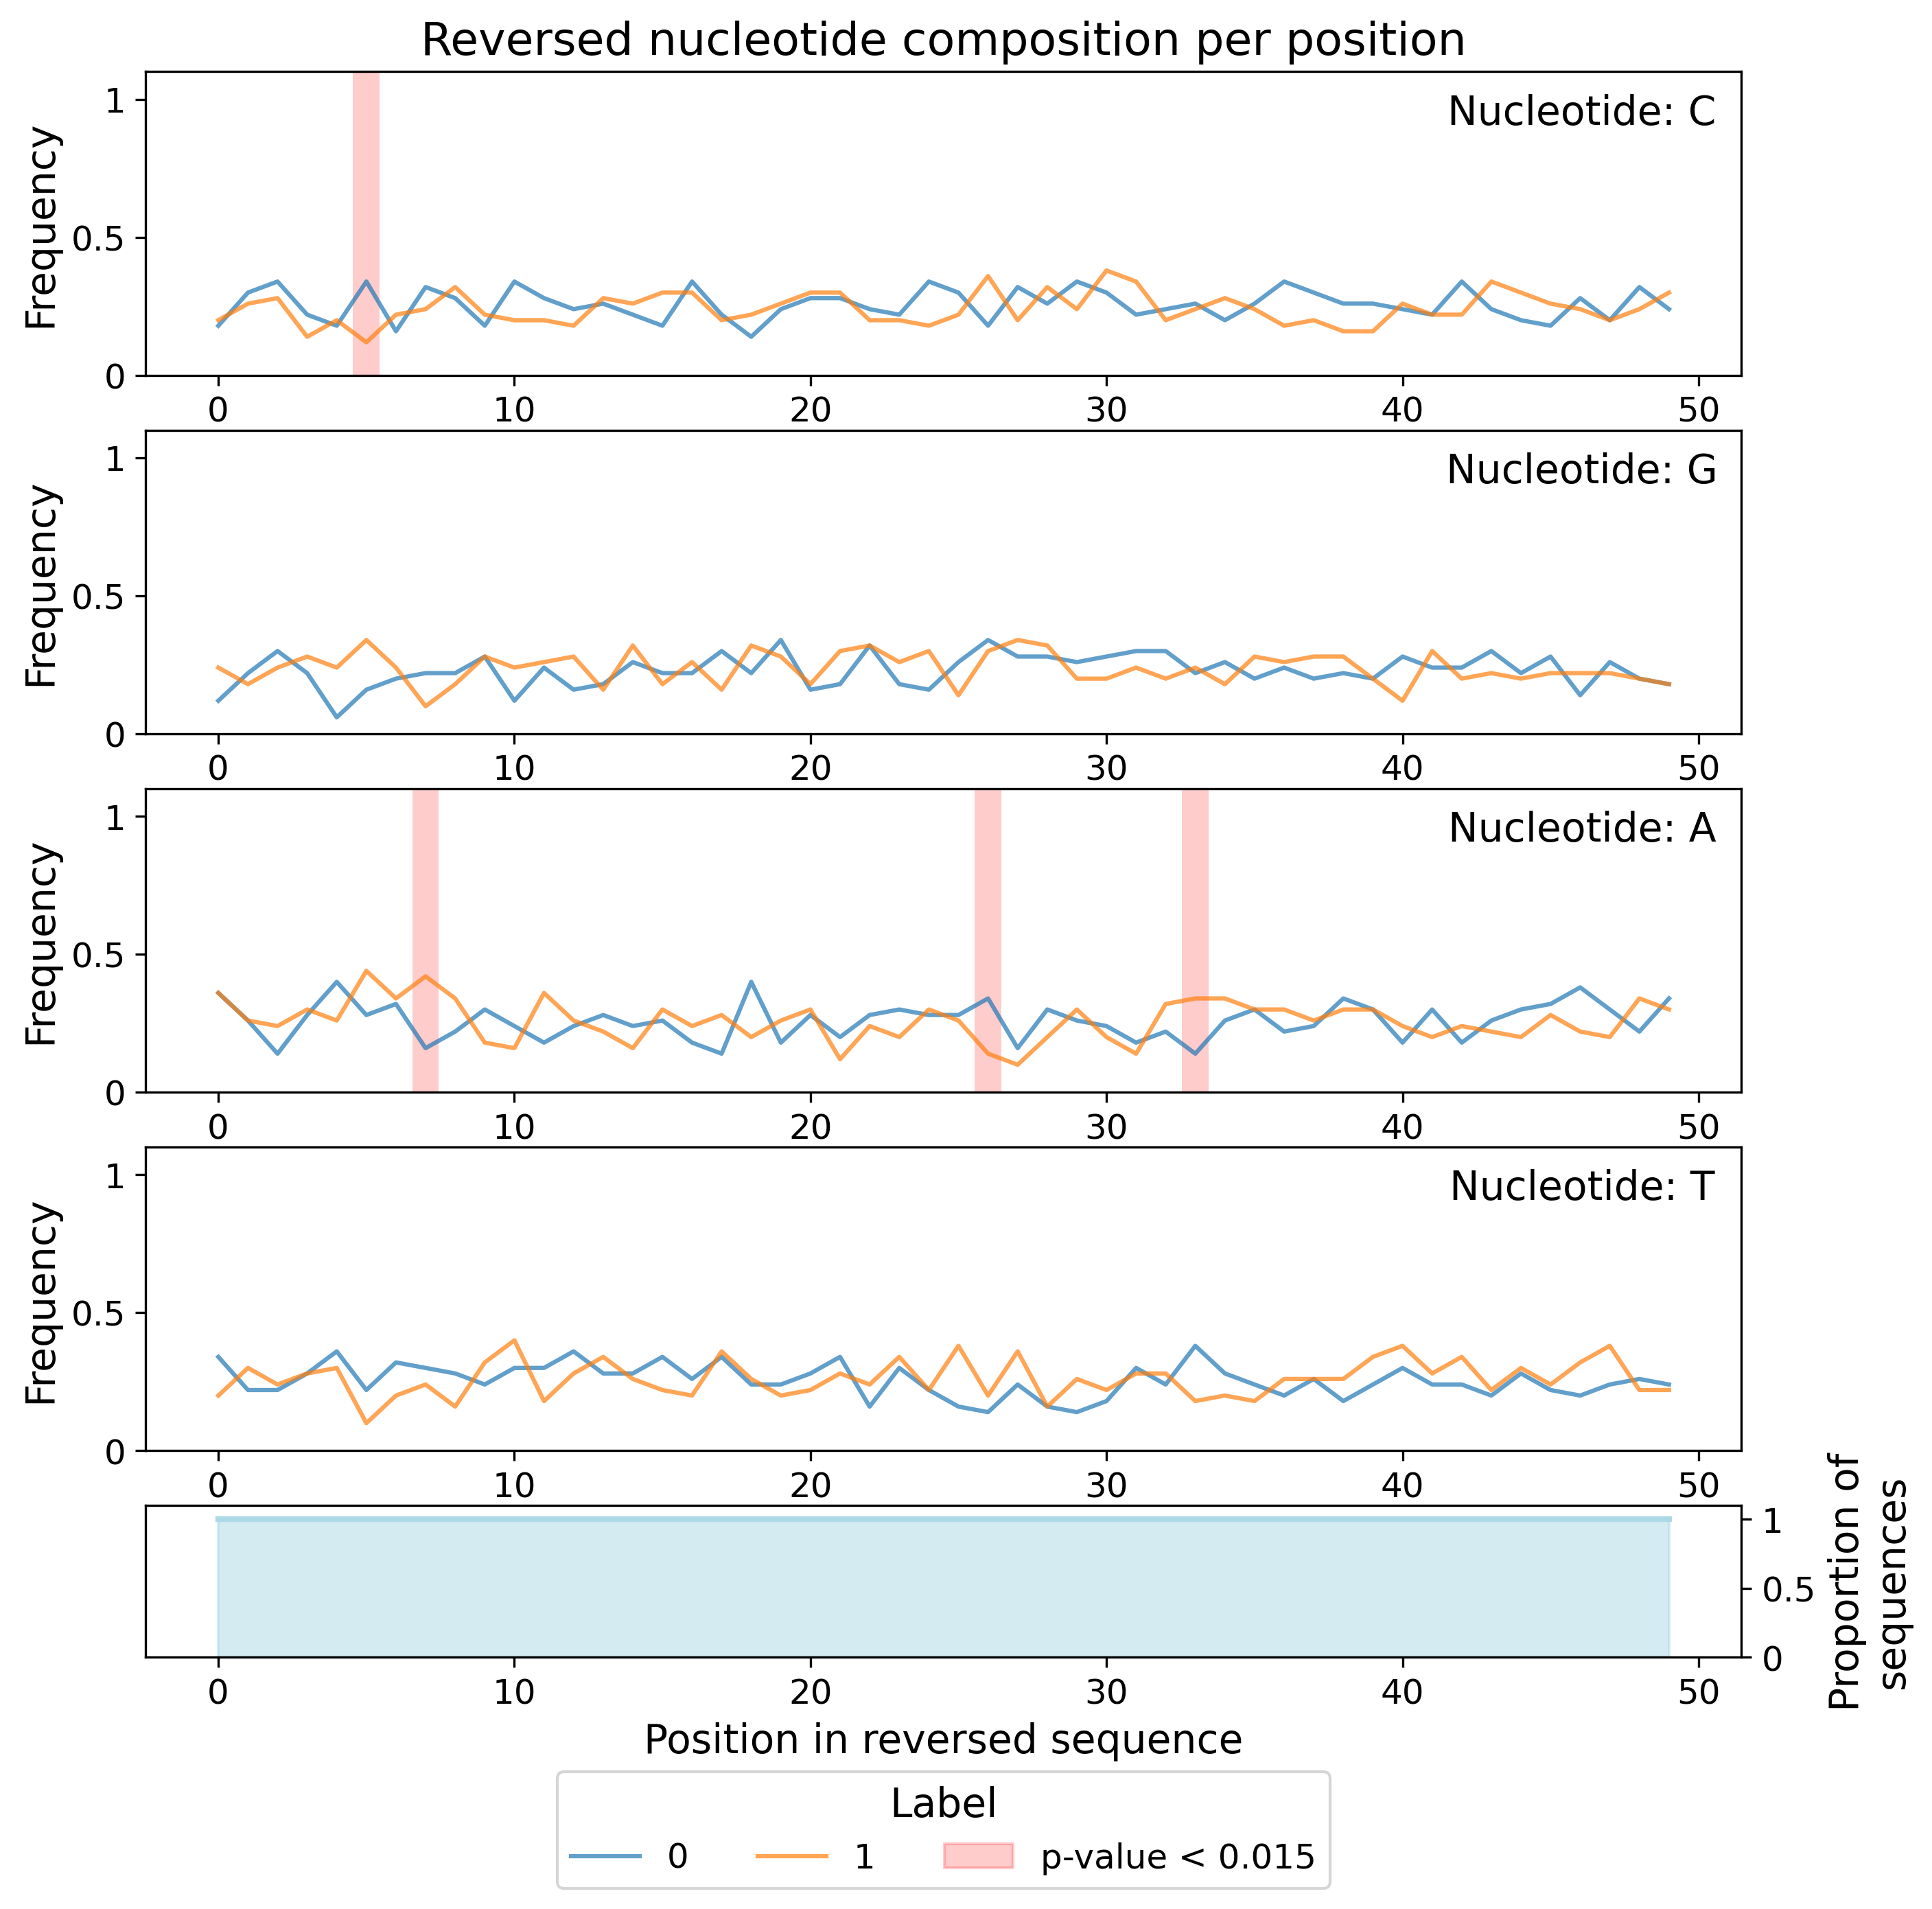 Reversed nucleotide composition per position
Nucleotide: C
Frequency
1
0.5
0
0 10 20 30 40 50
Nucleotide: G
Frequency
1
0.5
0
0 10 20 30 40 50
Nucleotide: A
Frequency
1
0.5
0
0 10 20 30 40 50
Nucleotide: T
Frequency
1
0.5
0
0 10 20 30 40 50
1
0.5
0
Proportion of
sequences
0 10 20 30 40 50
Position in reversed sequence
Label
0 1 p-value < 0.015